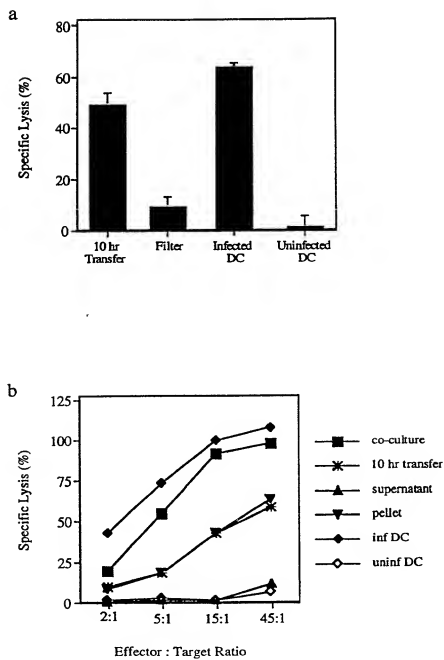 a
Specific Lysis (%)
80
60
40
20
0
10 hr
Transfer
Filter
Infected
DC
Uninfected
DC
b
Specific Lysis (%)
125
100
75
50
25
0
2:1
5:1
15:1
45:1
Effector : Target Ratio
co-culture
10 hr transfer
supernatant
pellet
inf DC
uninf DC